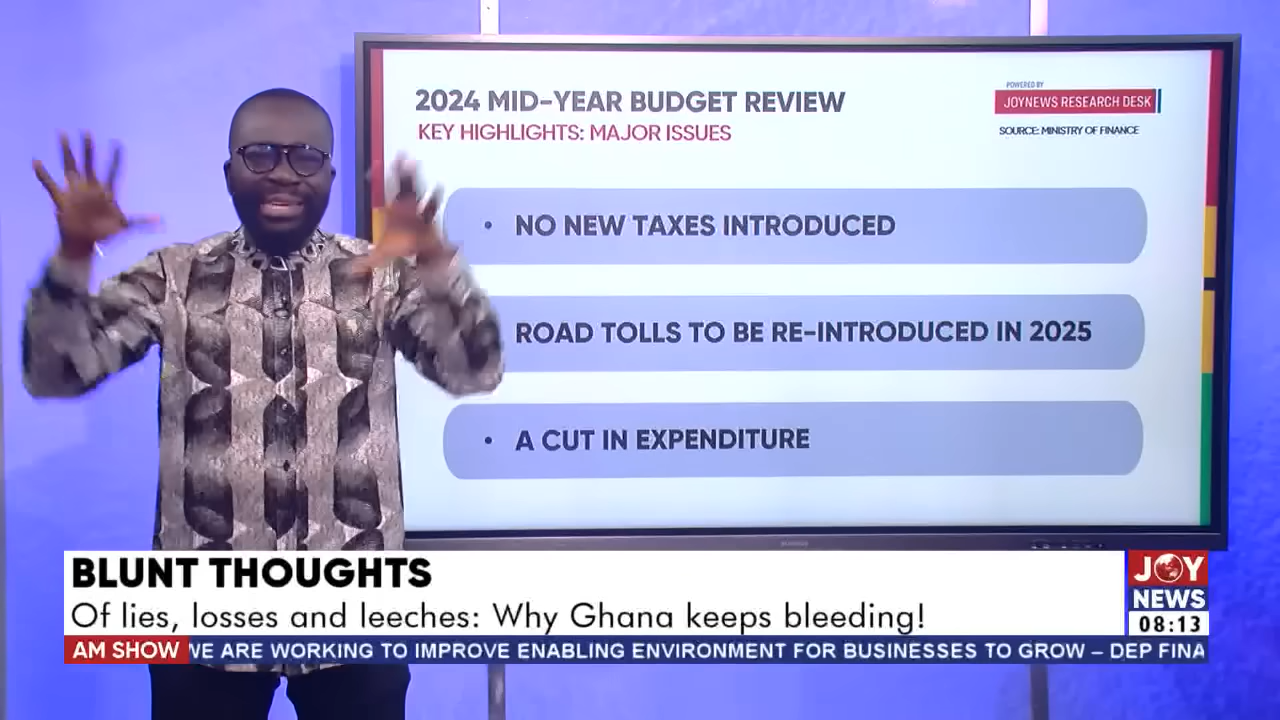 2024 MID-YEAR BUDGET REVIEW
KEY HIGHLIGHTS: MAJOR ISSUES
POWERED BY
JOYNEWS RESEARCH DESK
SOURCE: MINISTRY OF FINANCE
• NO NEW TAXES INTRODUCED
ROAD TOLLS TO BE RE-INTRODUCED IN 2025
• A CUT IN EXPENDITURE
BLUNT THOUGHTS
Of lies, losses and leeches: Why Ghana keeps bleeding!
JOY
NEWS
08:13
AM SHOW WE ARE WORKING TO IMPROVE ENABLING ENVIRONMENT FOR BUSINESSES TO GROW – DEP FINA